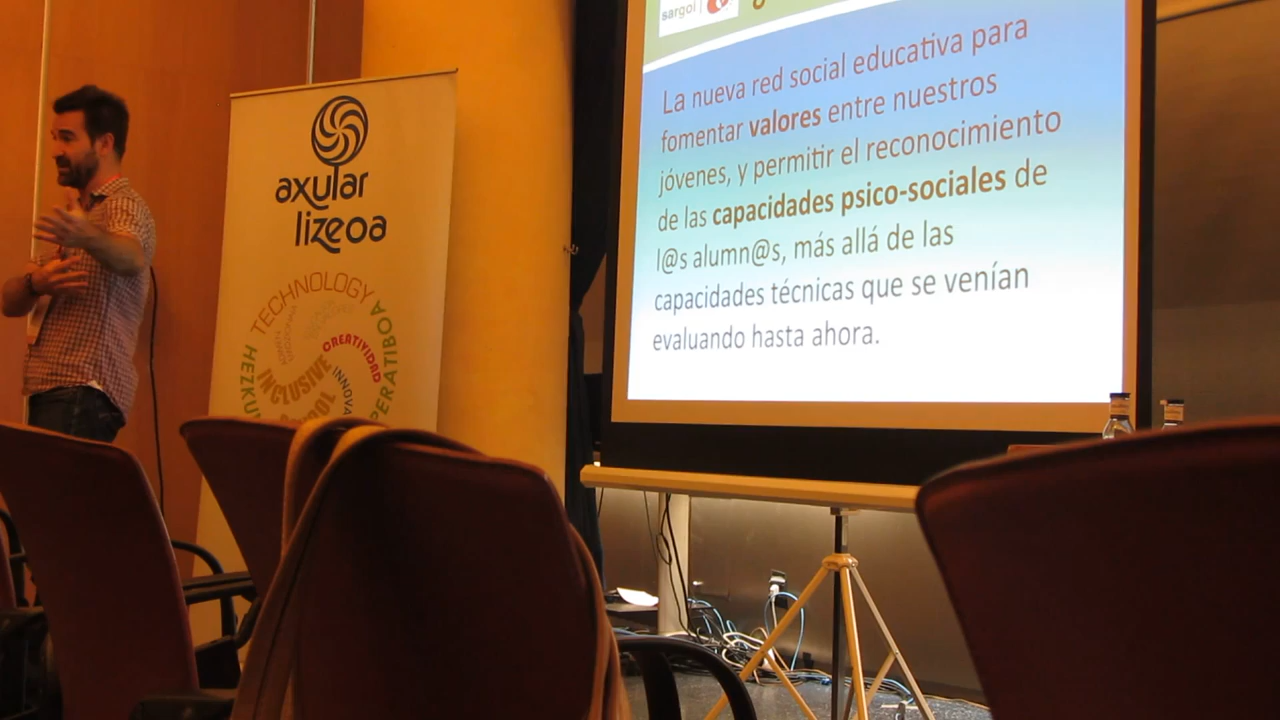 sargol
La nueva red social educativa para
fomentar valores entre nuestros
jóvenes, y permitir el reconocimiento
de las capacidades psico-sociales de
l@s alumn@s, más allá de las
capacidades técnicas que se venían
evaluando hasta ahora.
axular
lizeoa
TECHNOLOGY
CREATIVIDAD
INCLUSIVE